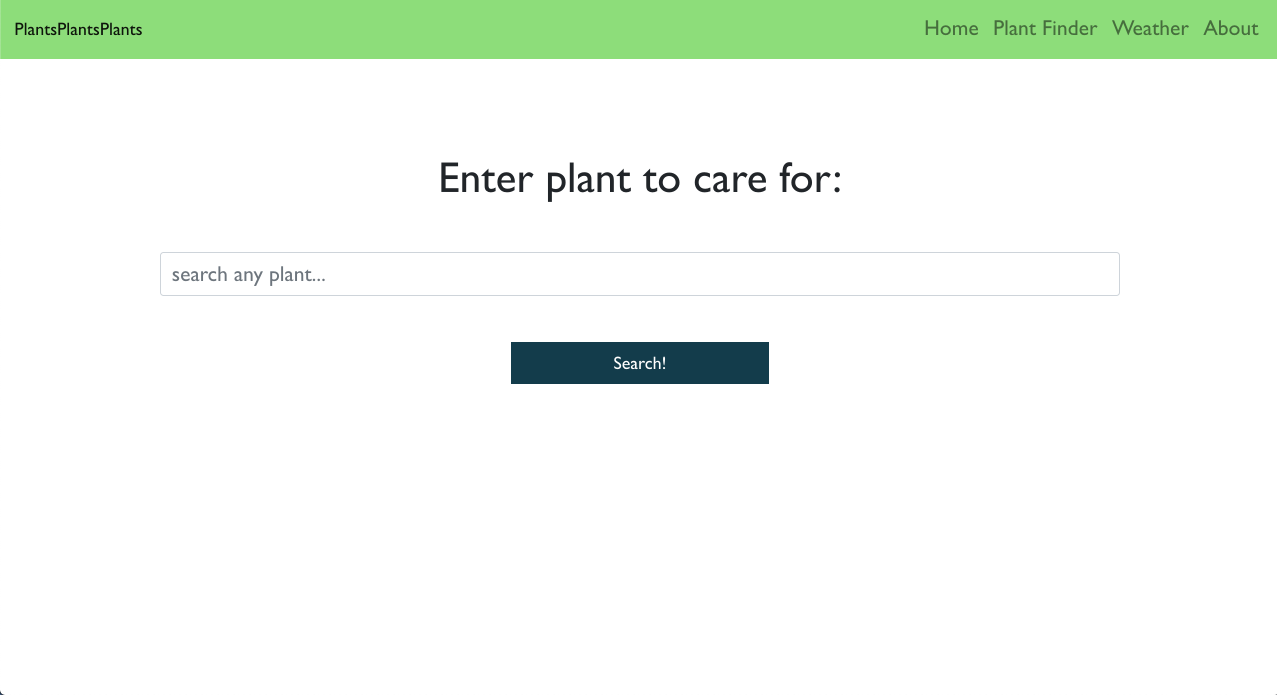 PlantsPlantsPlants Home Plant Finder Weather About
Enter plant to care for:
search any plant...
Search!